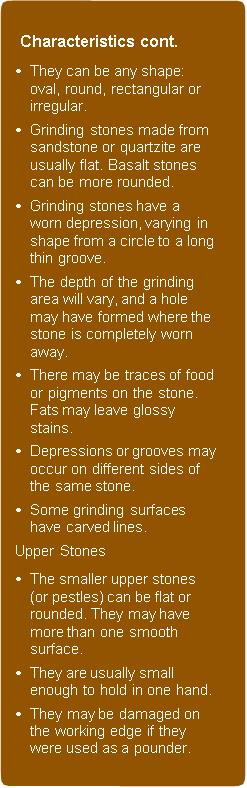 Characteristics cont.
• They can be any shape:
oval, round, rectangular or
irregular.
• Grinding stones made from
sandstone or quartzite are
usually flat. Basalt stones
can be more rounded.
• Grinding stones have a
worn depression, varying in
shape from a circle to a long
thin groove.
• The depth of the grinding
area will vary, and a hole
may have formed where the
stone is completely worn
away.
• There may be traces of food
or pigments on the stone.
Fats may leave glossy
stains.
• Depressions or grooves may
occur on different sides of
the same stone.
• Some grinding surfaces
have carved lines.
Upper Stones
• The smaller upper stones
(or pestles) can be flat or
rounded. They may have
more than one smooth
surface.
• They are usually small
enough to hold in one hand.
• They may be damaged on
the working edge if they
were used as a pounder.